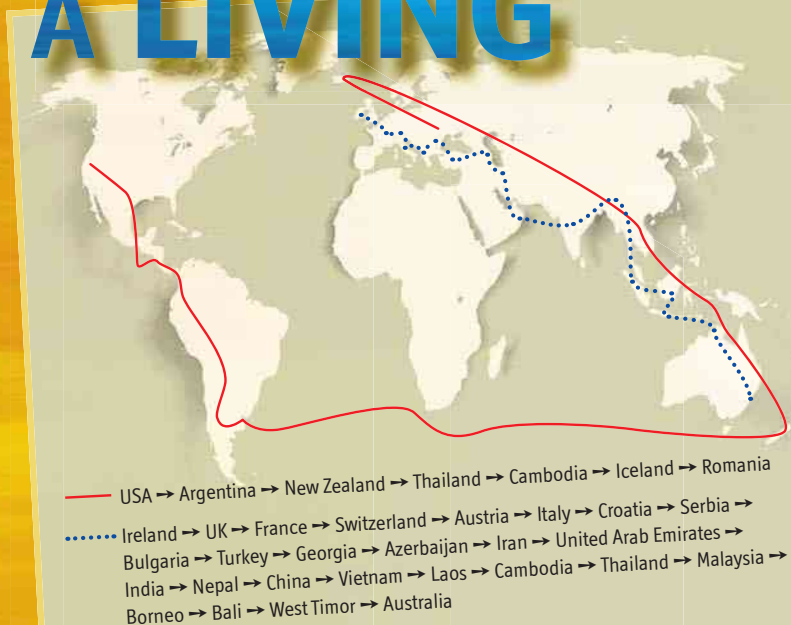 A LIVING
USA → Argentina → New Zealand → Thailand → Cambodia → Iceland → Romania
Ireland → UK → France → Switzerland → Austria → Italy → Croatia → Serbia →
Bulgaria → Turkey → Georgia → Azerbaijan → Iran → United Arab Emirates →
India → Nepal → China → Vietnam → Laos → Cambodia → Thailand → Malaysia →
Borneo → Bali → West Timor → Australia